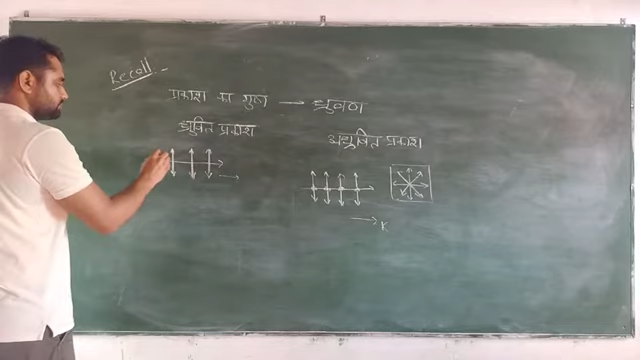 Recall :-
प्रकाश का गुण → ध्रुवण
ध्रुवित प्रकाश
अध्रुवित प्रकाश
K